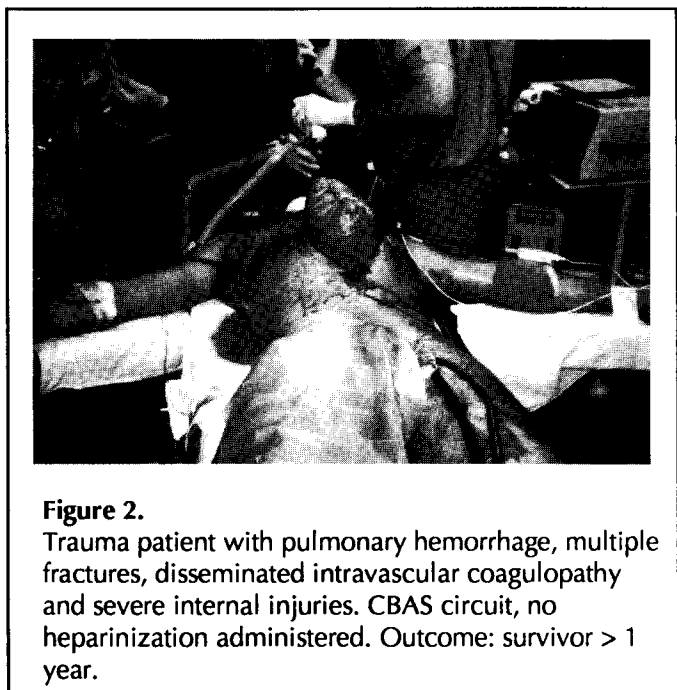 Figure 2.
Trauma patient with pulmonary hemorrhage, multiple
fractures, disseminated intravascular coagulopathy
and severe internal injuries. CBAS circuit, no
heparinization administered. Outcome: survivor > 1
year.